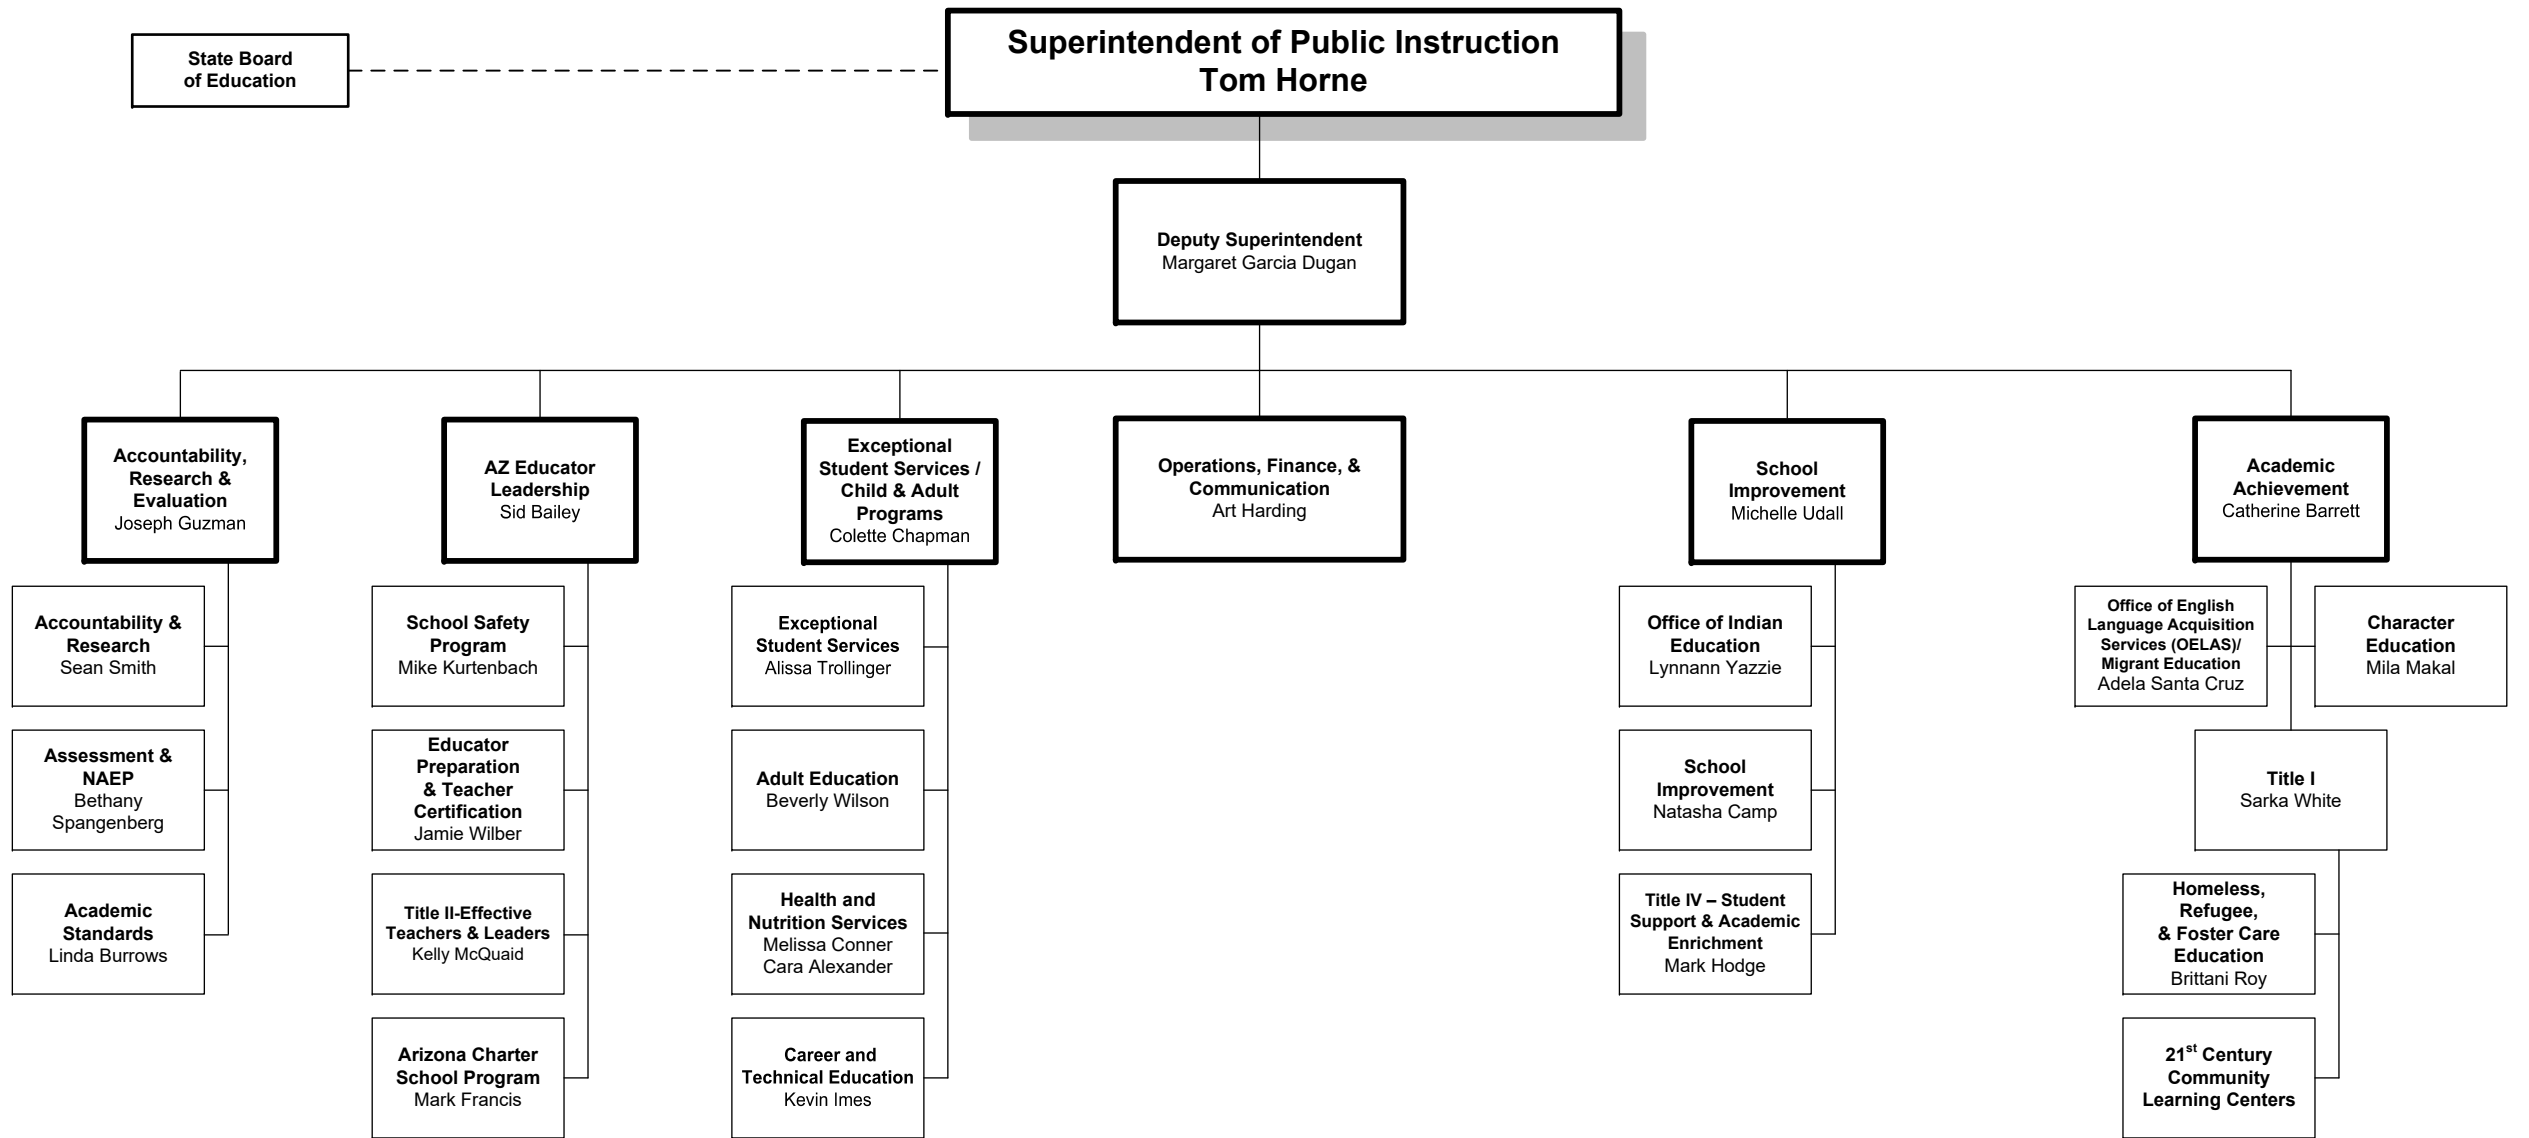 State Board
of Education
Superintendent of Public Instruction
Tom Horne
Deputy Superintendent
Margaret Garcia Dugan
Accountability,
Research &
Evaluation
Joseph Guzman
AZ Educator
Leadership
Sid Bailey
Exceptional
Student Services /
Child & Adult
Programs
Colette Chapman
Operations, Finance, &
Communication
Art Harding
School
Improvement
Michelle Udall
Academic
Achievement
Catherine Barrett
Accountability &
Research
Sean Smith
Assessment &
NAEP
Bethany
Spangenberg
Academic
Standards
Linda Burrows
School Safety
Program
Mike Kurtenbach
Educator
Preparation
& Teacher
Certification
Jamie Wilber
Title II-Effective
Teachers & Leaders
Kelly McQuaid
Arizona Charter
School Program
Mark Francis
Exceptional
Student Services
Alissa Trollinger
Adult Education
Beverly Wilson
Health and
Nutrition Services
Melissa Conner
Cara Alexander
Career and
Technical Education
Kevin Imes
Office of Indian
Education
Lynnann Yazzie
School
Improvement
Natasha Camp
Title IV – Student
Support & Academic
Enrichment
Mark Hodge
Office of English
Language Acquisition
Services (OELAS)/
Migrant Education
Adela Santa Cruz
Character
Education
Mila Makal
Title I
Sarka White
Homeless,
Refugee,
& Foster Care
Education
Brittani Roy
21st Century
Community
Learning Centers